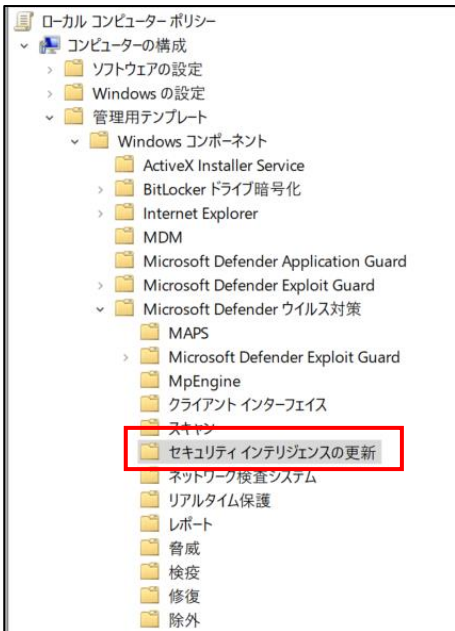 ローカル コンピューター ポリシー
コンピューターの構成
ソフトウェアの設定
Windows の設定
管理用テンプレート
Windows コンポーネント
ActiveX Installer Service
BitLocker ドライブ暗号化
Internet Explorer
MDM
Microsoft Defender Application Guard
Microsoft Defender Exploit Guard
Microsoft Defender ウイルス対策
MAPS
Microsoft Defender Exploit Guard
MpEngine
クライアント インターフェイス
スキャン
セキュリティ インテリジェンスの更新
ネットワーク検査システム
リアルタイム保護
レポート
脅威
検疫
修復
除外